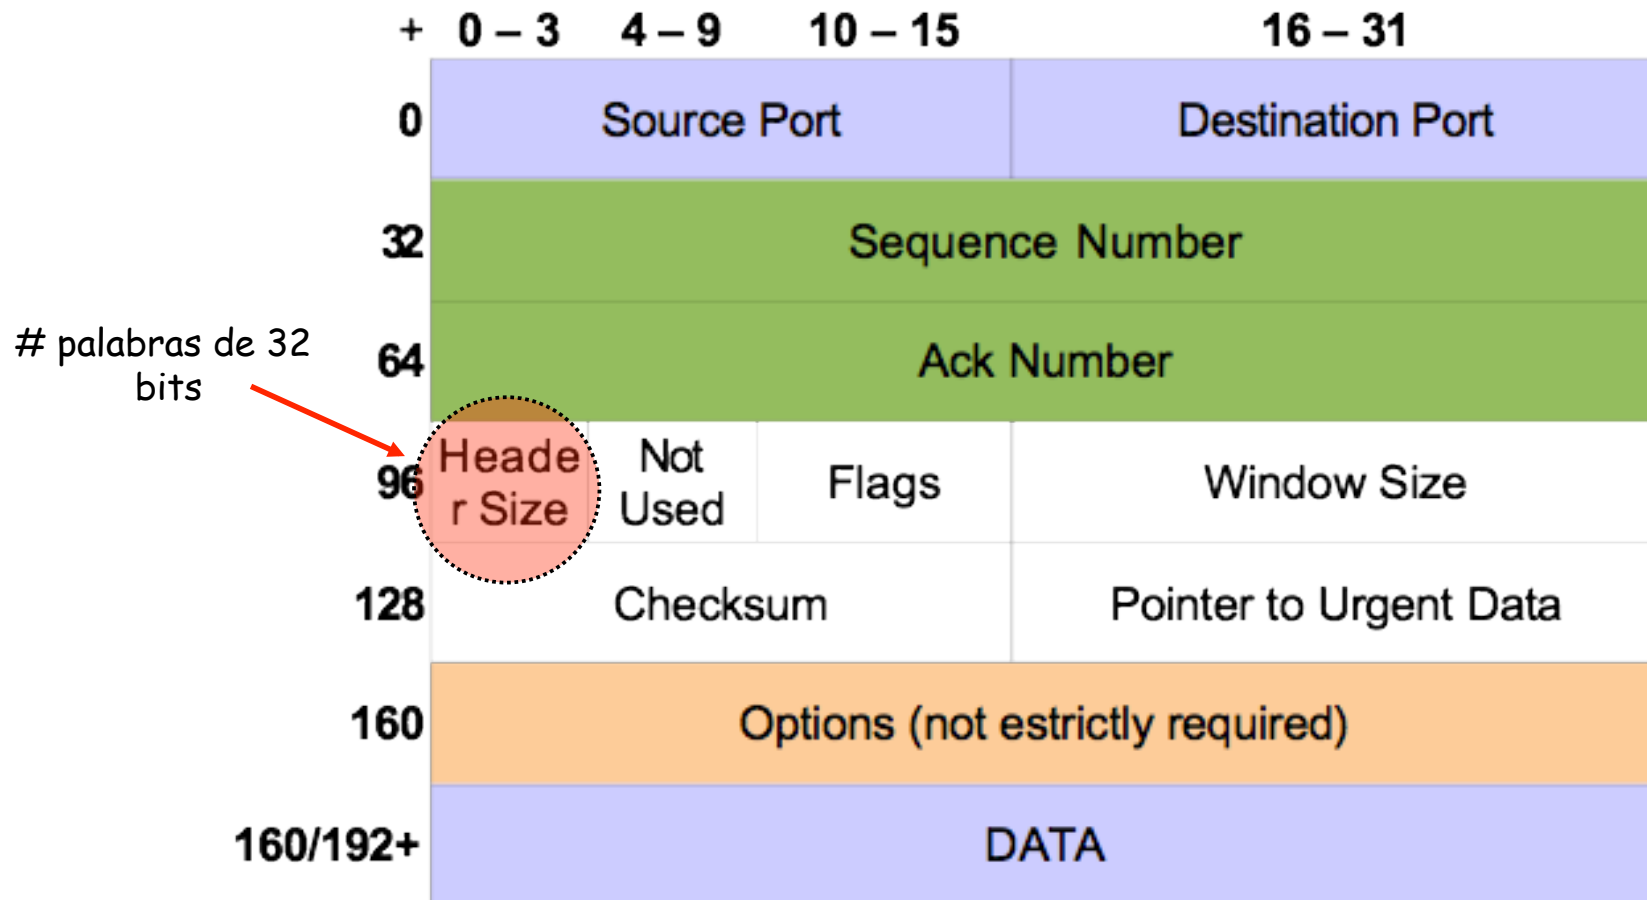 + 0 – 3 4 – 9 10 – 15 16 – 31
0 Source Port Destination Port
32 Sequence Number
# palabras de 32
bits
64 Ack Number
96 Heade Not Flags Window Size
r Size Used
128 Checksum Pointer to Urgent Data
160 Options (not estrictly required)
160/192+ DATA